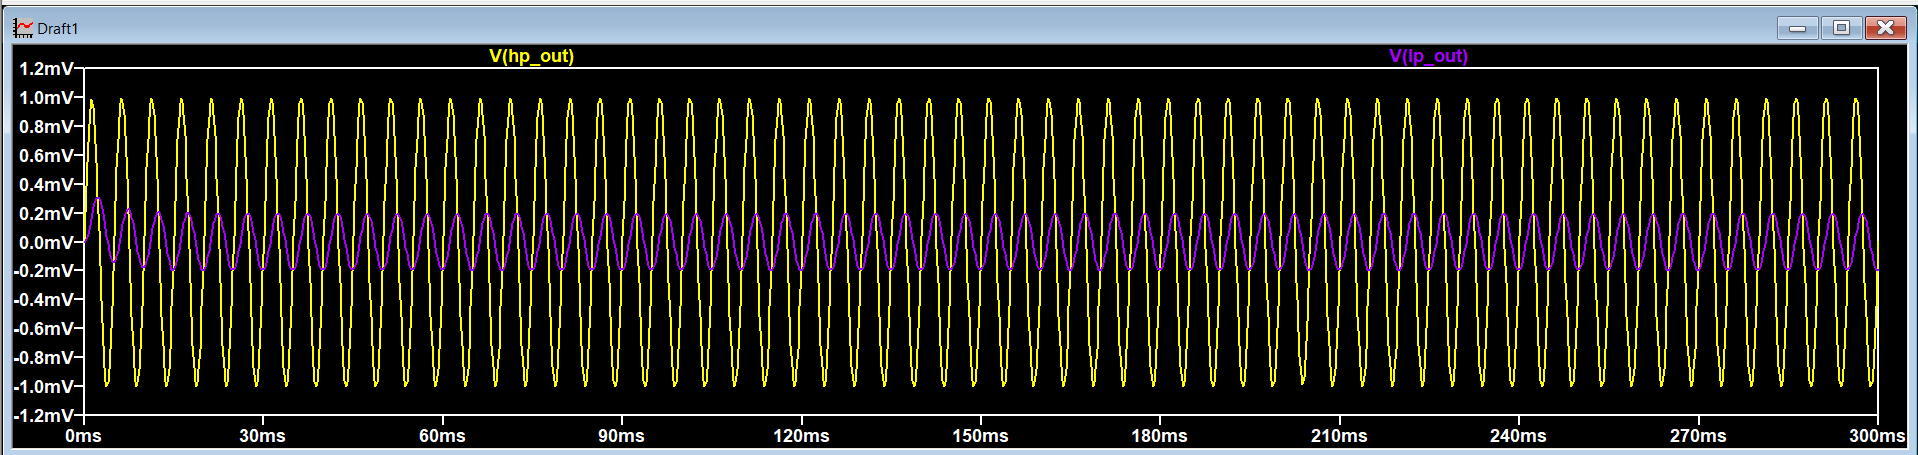 Draft1
V(hp_out) V(lp_out)
1.2mV
1.0mV
0.8mV
0.6mV
0.4mV
0.2mV
0.0mV
-0.2mV
-0.4mV
-0.6mV
-0.8mV
-1.0mV
-1.2mV
0ms 30ms 60ms 90ms 120ms 150ms 180ms 210ms 240ms 270ms 300ms